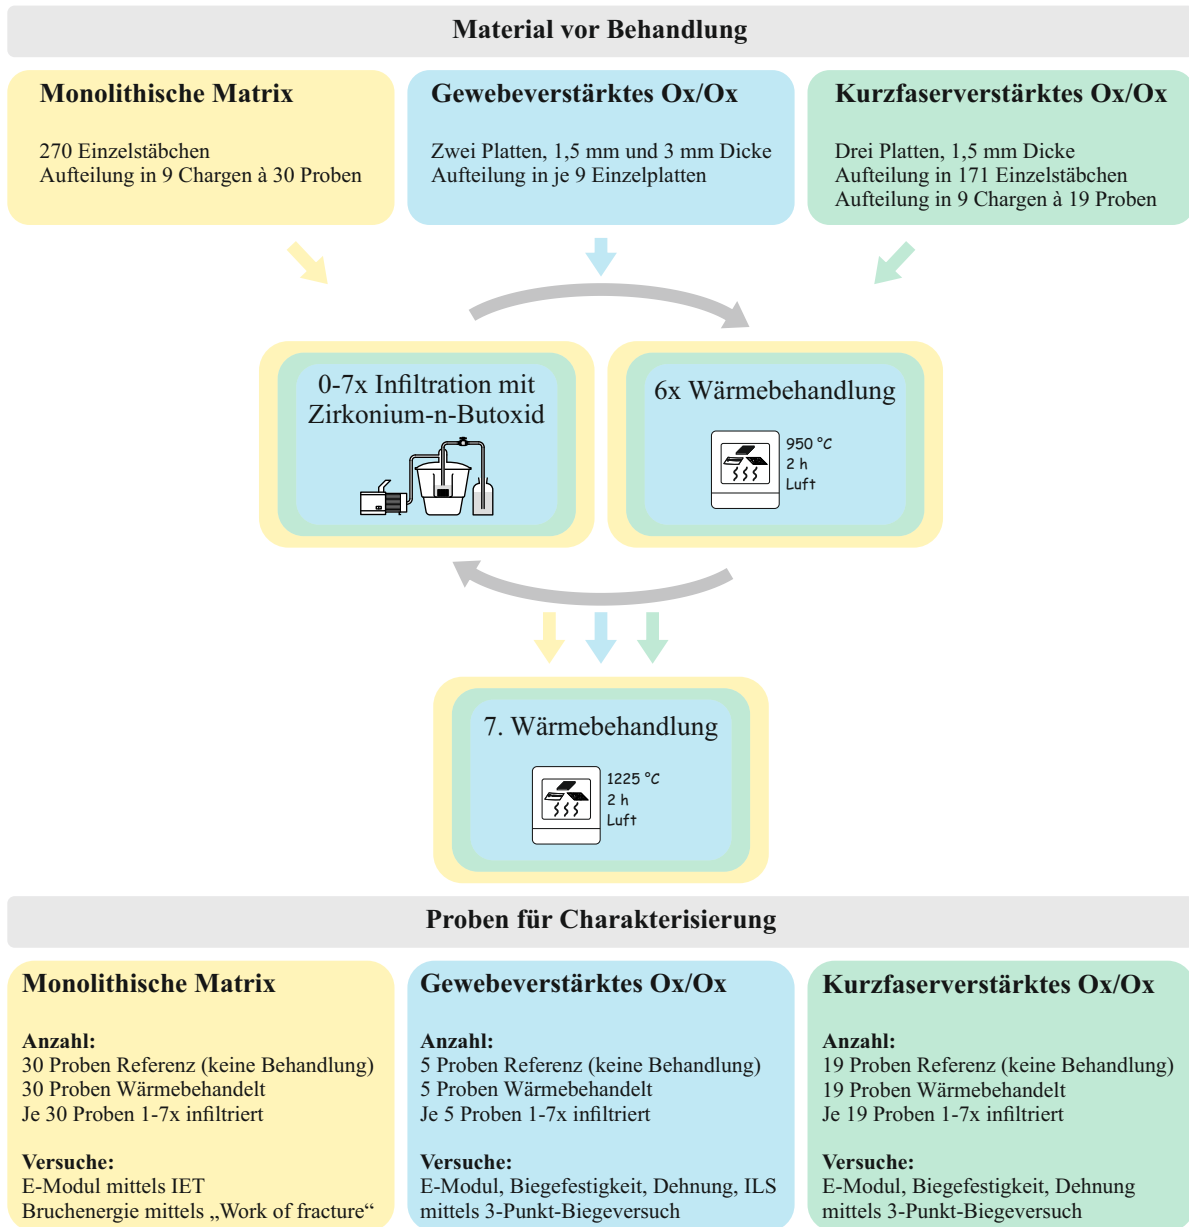 Material vor Behandlung
Monolithische Matrix
270 Einzelstäbchen
Aufteilung in 9 Chargen à 30 Proben
Gewebeverstärktes Ox/Ox
Zwei Platten, 1,5 mm und 3 mm Dicke
Aufteilung in je 9 Einzelplatten
Kurzfaserverstärktes Ox/Ox
Drei Platten, 1,5 mm Dicke
Aufteilung in 171 Einzelstäbchen
Aufteilung in 9 Chargen à 19 Proben
0-7x Infiltration mit
Zirkonium-n-Butoxid
6x Wärmebehandlung
950 °C
2 h
Luft
7. Wärmebehandlung
1225 °C
2 h
Luft
Proben für Charakterisierung
Monolithische Matrix
Anzahl:
30 Proben Referenz (keine Behandlung)
30 Proben Wärmebehandelt
Je 30 Proben 1-7x infiltriert
Versuche:
E-Modul mittels IET
Bruchenergie mittels „Work of fracture“
Gewebeverstärktes Ox/Ox
Anzahl:
5 Proben Referenz (keine Behandlung)
5 Proben Wärmebehandelt
Je 5 Proben 1-7x infiltriert
Versuche:
E-Modul, Biegefestigkeit, Dehnung, ILS
mittels 3-Punkt-Biegeversuch
Kurzfaserverstärktes Ox/Ox
Anzahl:
19 Proben Referenz (keine Behandlung)
19 Proben Wärmebehandelt
Je 19 Proben 1-7x infiltriert
Versuche:
E-Modul, Biegefestigkeit, Dehnung
mittels 3-Punkt-Biegeversuch